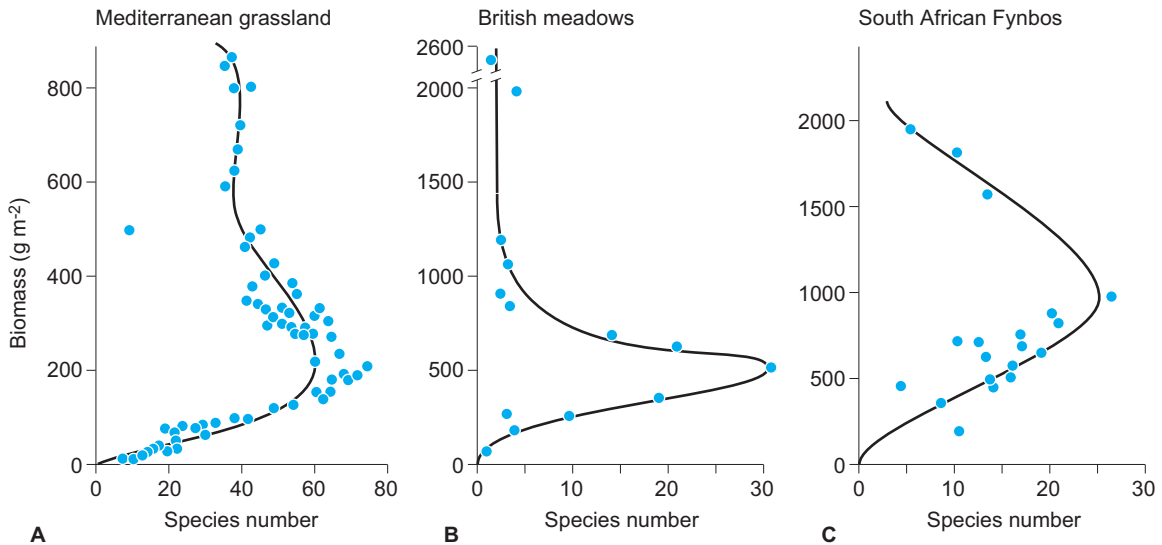 Mediterranean grassland
Biomass (g m-2)
800
600
400
200
0
0 20 40 60 80
Species number
A
British meadows
2600
2000
1500
1000
500
0
0 10 20 30
Species number
B
South African Fynbos
2000
1500
1000
500
0
0 10 20 30
Species number
C